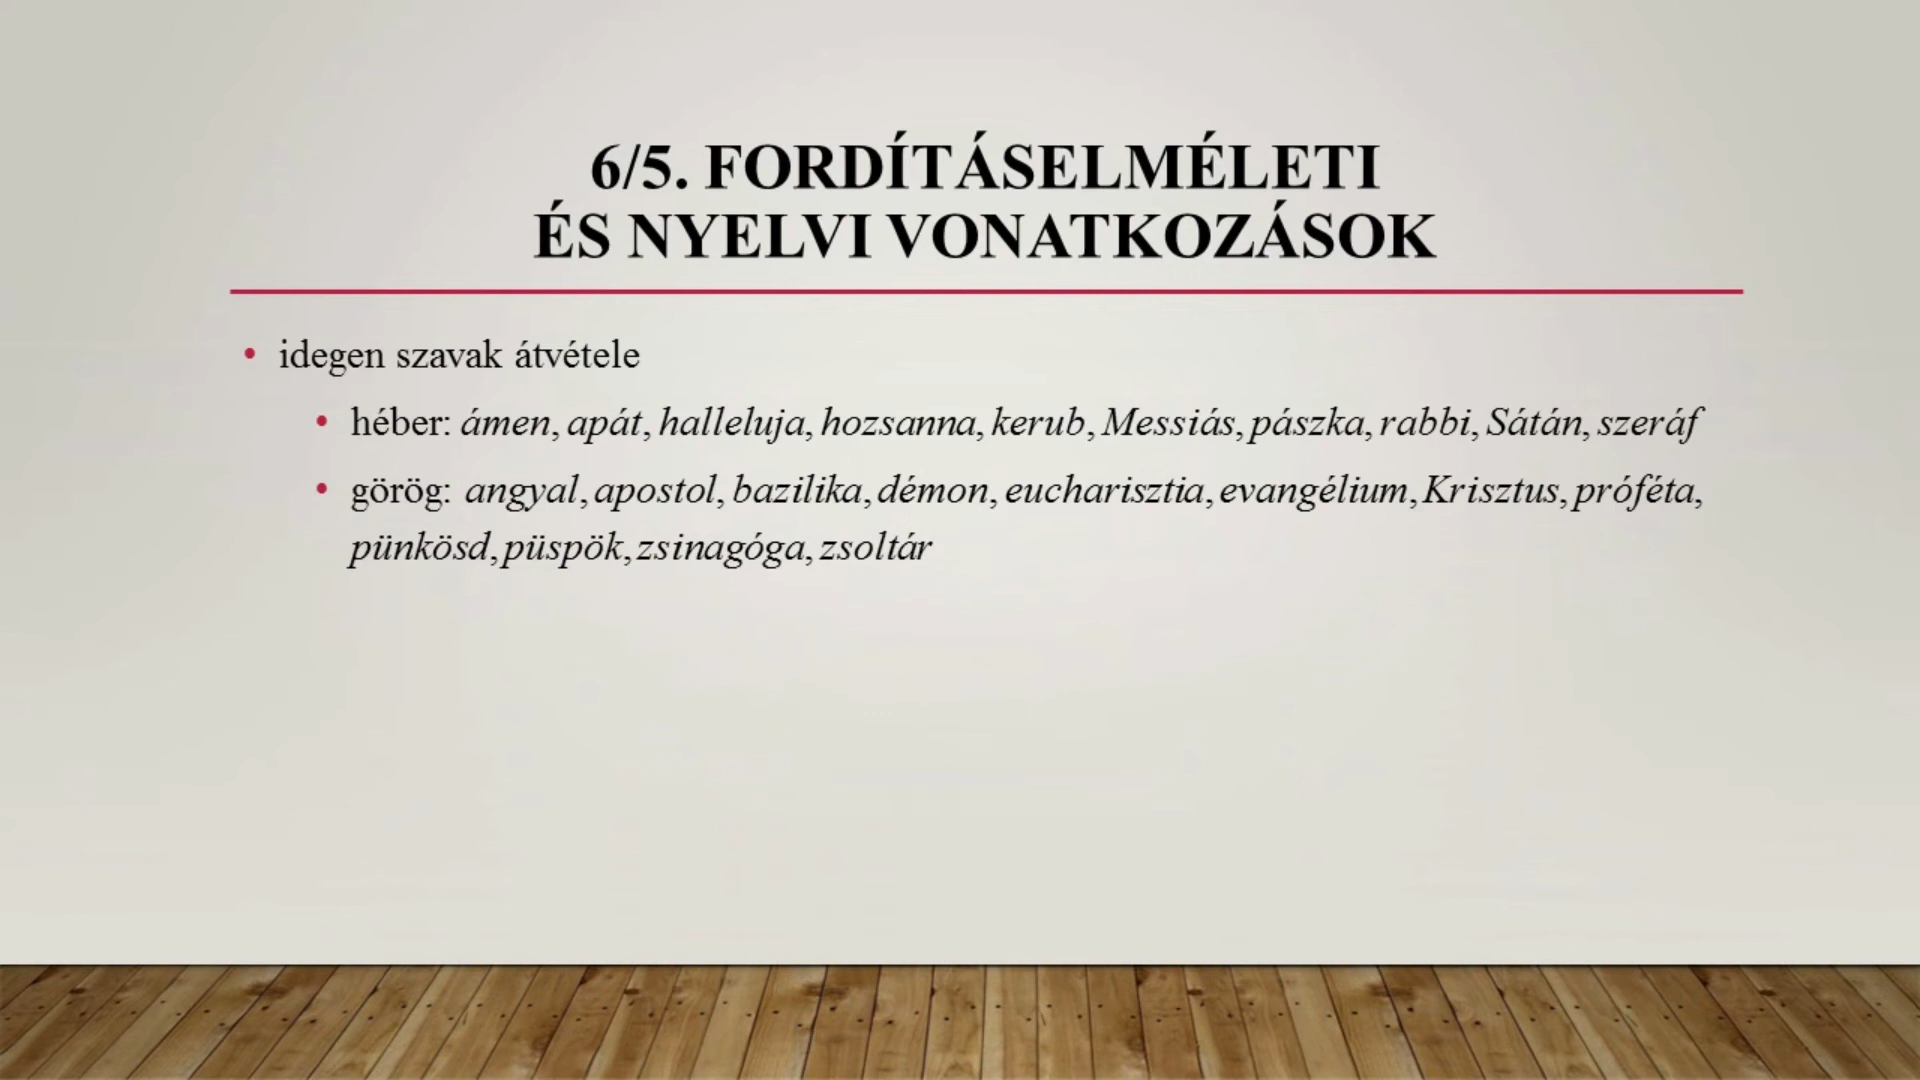 6/5. FORDÍTÁSELMÉLETI
ÉS NYELVI VONATKOZÁSOK
• idegen szavak átvétele
• héber: ámen, apát, halleluja, hozsanna, kerub, Messiás, pászka, rabbi, Sátán, szeráf
• görög: angyal, apostol, bazilika, démon, eucharisztia, evangélium, Krisztus, próféta,
pünkösd, püspök, zsinagóga, zsoltár